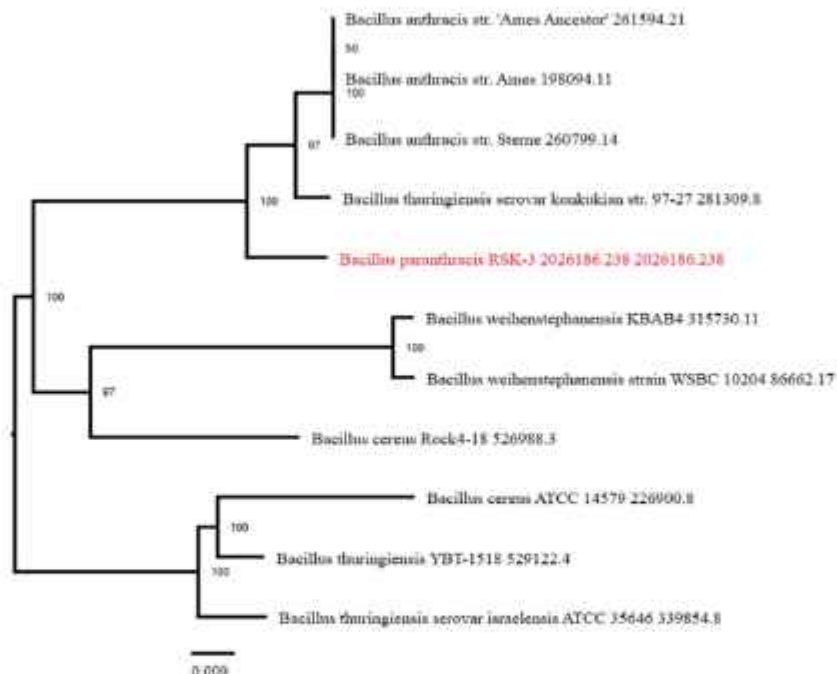 Bacillus anthracis str. 'Ames Ancestor' 261594.21
50
Bacillus anthracis str. Ames 198094.11
100
Bacillus anthracis str. Sterne 260799.14
97
Bacillus thuringiensis serovar konkukian str. 97-27 281309.8
100
Bacillus paranthracis RSK-3 2026186.238 2026186.238
100
Bacillus weihenstephanensis KBAB4 315730.11
100
Bacillus weihenstephanensis strain WSBC 10204 86662.17
97
Bacillus cereus Rock4-18 526988.3
Bacillus cereus ATCC 14579 226900.8
100
Bacillus thuringiensis YBT-1518 529122.4
100
Bacillus thuringiensis serovar israelensis ATCC 35646 339854.8
0.009